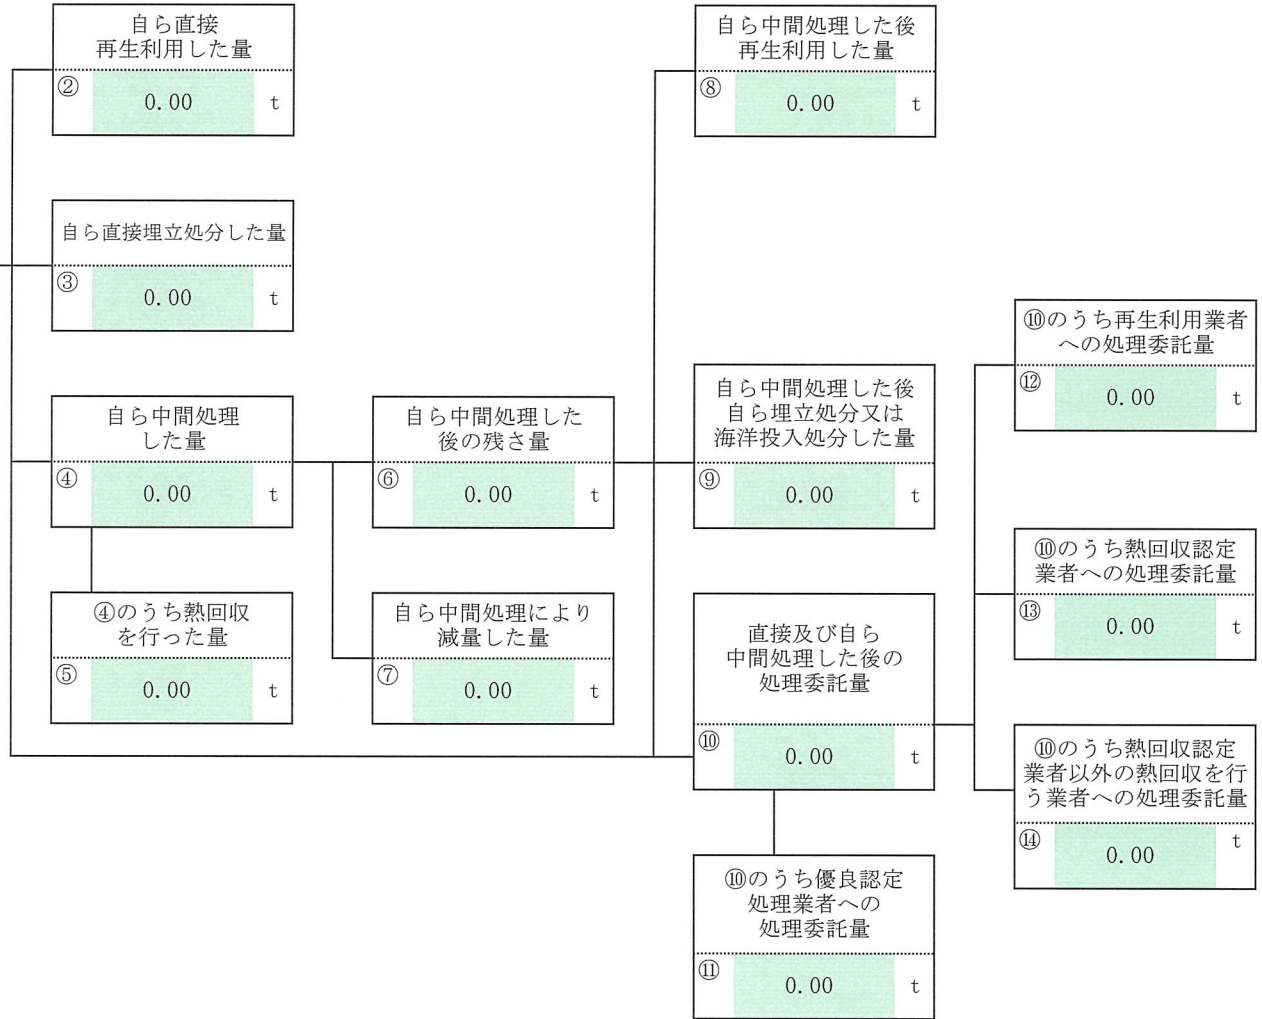 自ら直接
再生利用した量
② 0.00 t
自ら直接埋立処分した量
③ 0.00 t
自ら中間処理
した量
④ 0.00 t
④のうち熱回収
を行った量
⑤ 0.00 t
自ら中間処理した
後の残さ量
⑥ 0.00 t
自ら中間処理により
減量した量
⑦ 0.00 t
自ら中間処理した後
再生利用した量
⑧ 0.00 t
自ら中間処理した後
自ら埋立処分又は
海洋投入処分した量
⑨ 0.00 t
直接及び自ら
中間処理した後の
処理委託量
⑩ 0.00 t
⑩のうち優良認定
処理業者への
処理委託量
⑪ 0.00 t
⑩のうち再生利用業者
への処理委託量
⑫ 0.00 t
⑩のうち熱回収認定
業者への処理委託量
⑬ 0.00 t
⑩のうち熱回収認定
業者以外の熱回収を行
う業者への処理委託量
⑭ 0.00 t